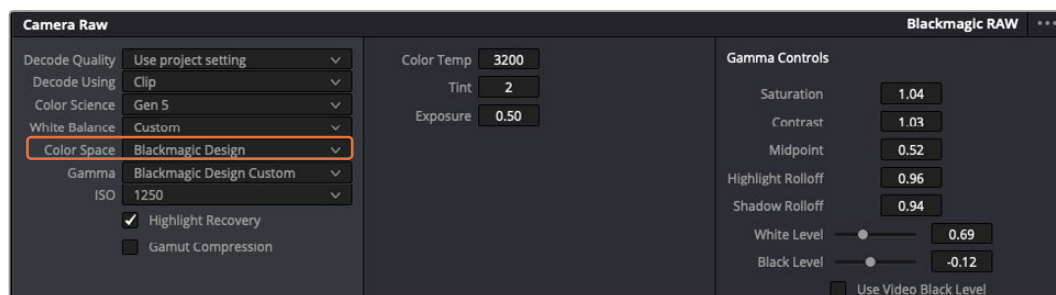 Camera Raw
Blackmagic RAW
Decode Quality Use project setting
Decode Using Clip
Color Science Gen 5
White Balance Custom
Color Space Blackmagic Design
Gamma Blackmagic Design Custom
ISO 1250
Highlight Recovery
Gamut Compression
Color Temp 3200
Tint 2
Exposure 0.50
Gamma Controls
Saturation 1.04
Contrast 1.03
Midpoint 0.52
Highlight Rolloff 0.96
Shadow Rolloff 0.94
White Level 0.69
Black Level -0.12
Use Video Black Level